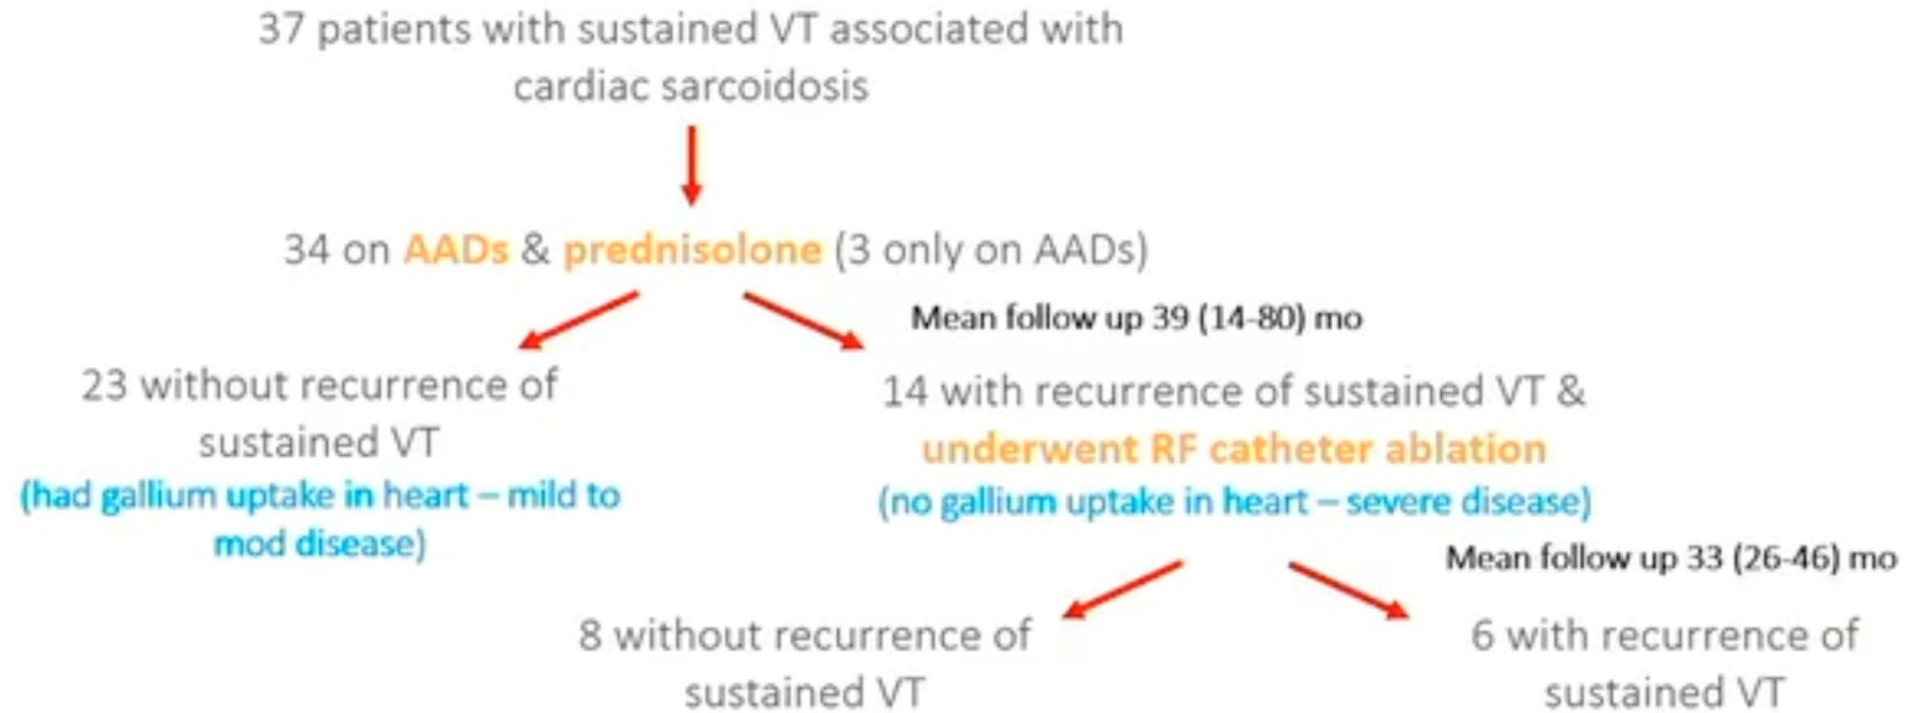 37 patients with sustained VT associated with
cardiac sarcoidosis
34 on AADs & prednisolone (3 only on AADs)
Mean follow up 39 (14-80) mo
23 without recurrence of
sustained VT
(had gallium uptake in heart – mild to
mod disease)
14 with recurrence of sustained VT &
underwent RF catheter ablation
(no gallium uptake in heart – severe disease)
Mean follow up 33 (26-46) mo
8 without recurrence of
sustained VT
6 with recurrence of
sustained VT